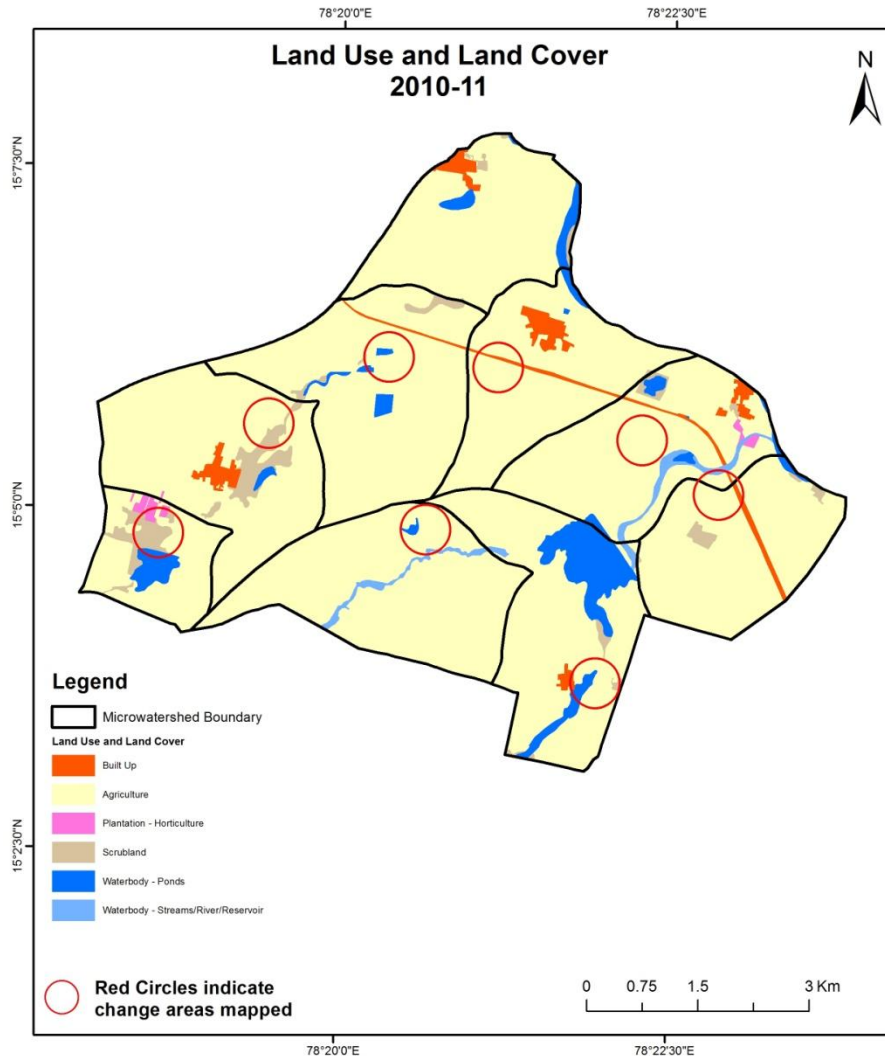 78°20'0"E
78°22'30"E
Land Use and Land Cover
2010-11
N
15°7'30"N
15°5'0"N
15°2'30"N
Legend
Microwatershed Boundary
Land Use and Land Cover
Built Up
Agriculture
Plantation - Horticulture
Scrubland
Waterbody - Ponds
Waterbody - Streams/River/Reservoir
Red Circles indicate
change areas mapped
0 0.75 1.5 3 Km
78°20'0"E
78°22'30"E